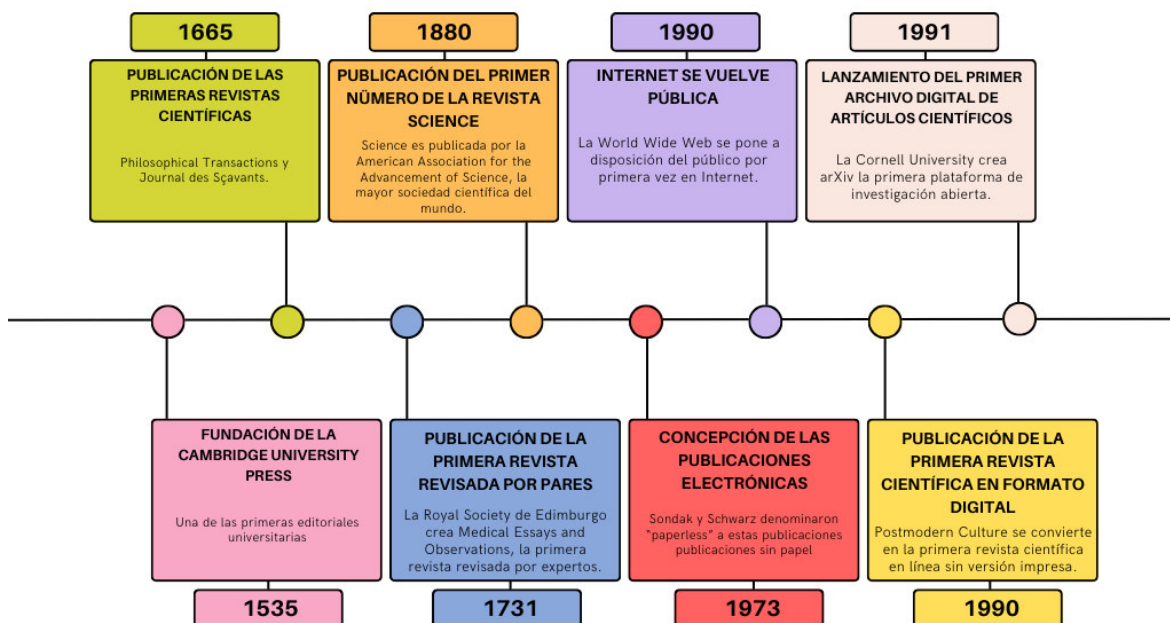 1665
PUBLICACIÓN DE LAS
PRIMERAS REVISTAS
CIENTÍFICAS
Philosophical Transactions y
Journal des Sçavants.
1880
PUBLICACIÓN DEL PRIMER
NÜMERO DE LA REVISTA
SCIENCE
Science es publicada por la
American Association for the
Advancement of Science, la
mayor sociedad científica del
mundo.
1990
INTERNET SE VUELVE
PÚBLICA
La World Wide Web se pone a
disposición del público por
primera vez en Internet.
1991
LANZAMIENTO DEL PRIMER
ARCHIVO DIGITAL DE
ARTÍCULOS CIENTÍFICOS
La Cornell University crea
arXiv la primera plataforma de
investigación abierta.
FUNDACIÓN DE LA
CAMBRIDGE UNIVERSITY
PRESS
Una de las primeras editoriales
universitarias
1535
PUBLICACIÓN DE LA
PRIMERA REVISTA
REVISADA POR PARES
La Royal Society de Edimburgo
crea Medical Essays and
Observations, la primera
revista revisada por expertos.
1731
CONCEPCIÓN DE LAS
PUBLICACIONES
ELECTRÓNICAS
Sondak y Schwarz denominaron
"paperless" a estas publicaciones
publicaciones sin papel
1973
PUBLICACIÓN DE LA
PRIMERA REVISTA
CIENTÍFICA EN FORMATO
DIGITAL
Postmodern Culture se convierte
en la primera revista científica
en línea sin versión impresa.
1990